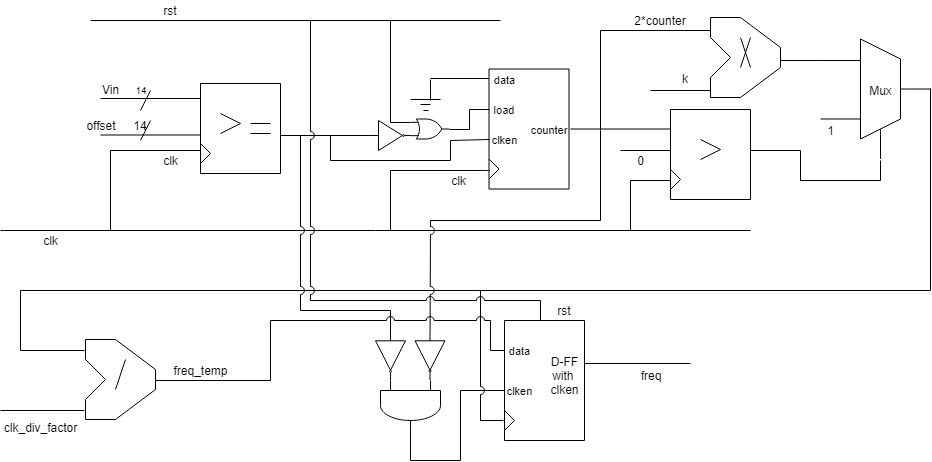 rst
2*counter
Vin
14
data
k
Mux
offset
14
> =
load
clken
counter
1
clk
clk
0
>
clk
rst
freq_temp
data
D-FF
with
clken
clken
freq
/
clk_div_factor
X